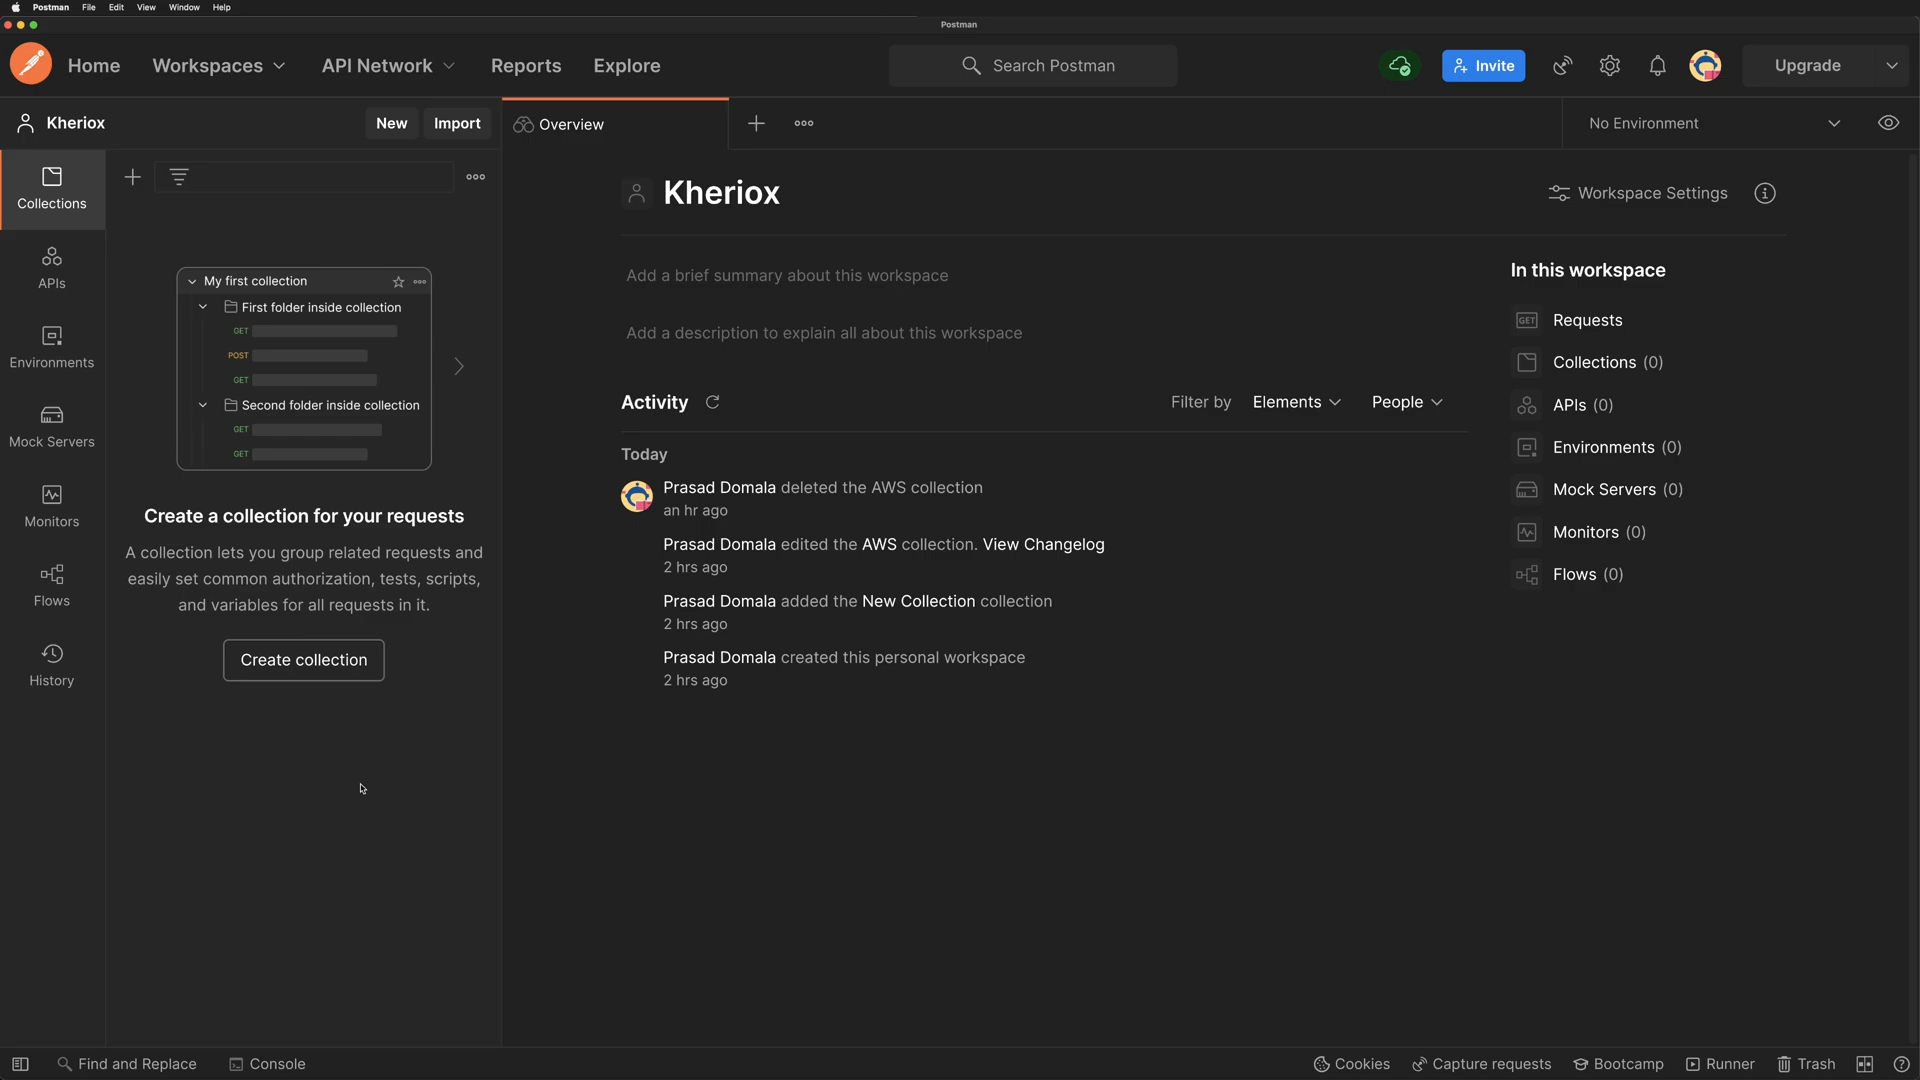 Postman File Edit View Window Help
Postman
Home Workspaces API Network Reports Explore Search Postman Invite Upgrade
Kheriox New Import Overview No Environment
Collections
APIs
Environments
Mock Servers
Monitors
Flows
History
My first collection
First folder inside collection
GET
POST
GET
Second folder inside collection
GET
GET
Create a collection for your requests
A collection lets you group related requests and
easily set common authorization, tests, scripts,
and variables for all requests in it.
Create collection
Kheriox
Workspace Settings
Add a brief summary about this workspace
Add a description to explain all about this workspace
Activity Filter by Elements People
Today
Prasad Domala deleted the AWS collection
an hr ago
Prasad Domala edited the AWS collection. View Changelog
2 hrs ago
Prasad Domala added the New Collection collection
2 hrs ago
Prasad Domala created this personal workspace
2 hrs ago
In this workspace
GET Requests
Collections (0)
APIs (0)
Environments (0)
Mock Servers (0)
Monitors (0)
Flows (0)
Find and Replace Console Cookies Capture requests Bootcamp Runner Trash